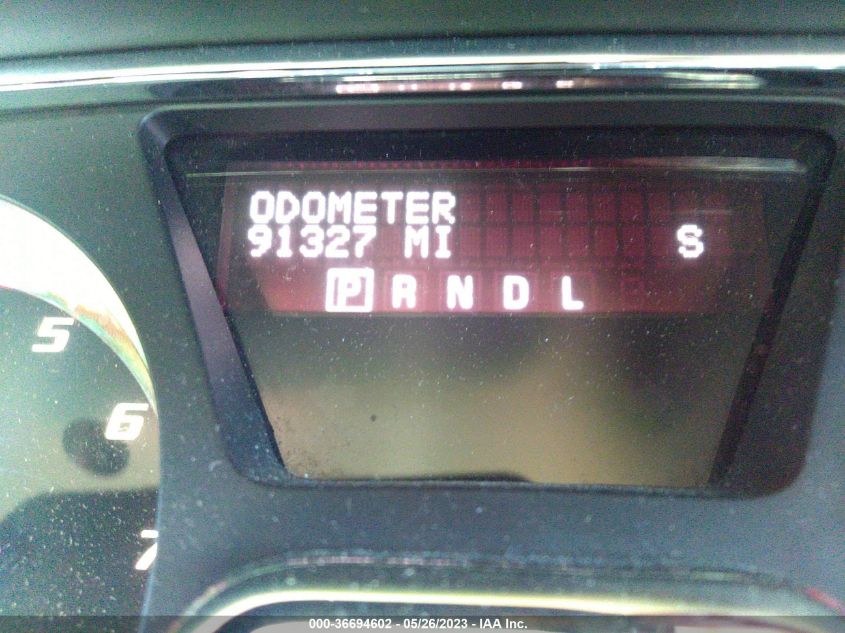 ODOMETER
91327 MI S
P R N D L
5
6
7
000-36694602 - 05/26/2023 - IAA Inc.